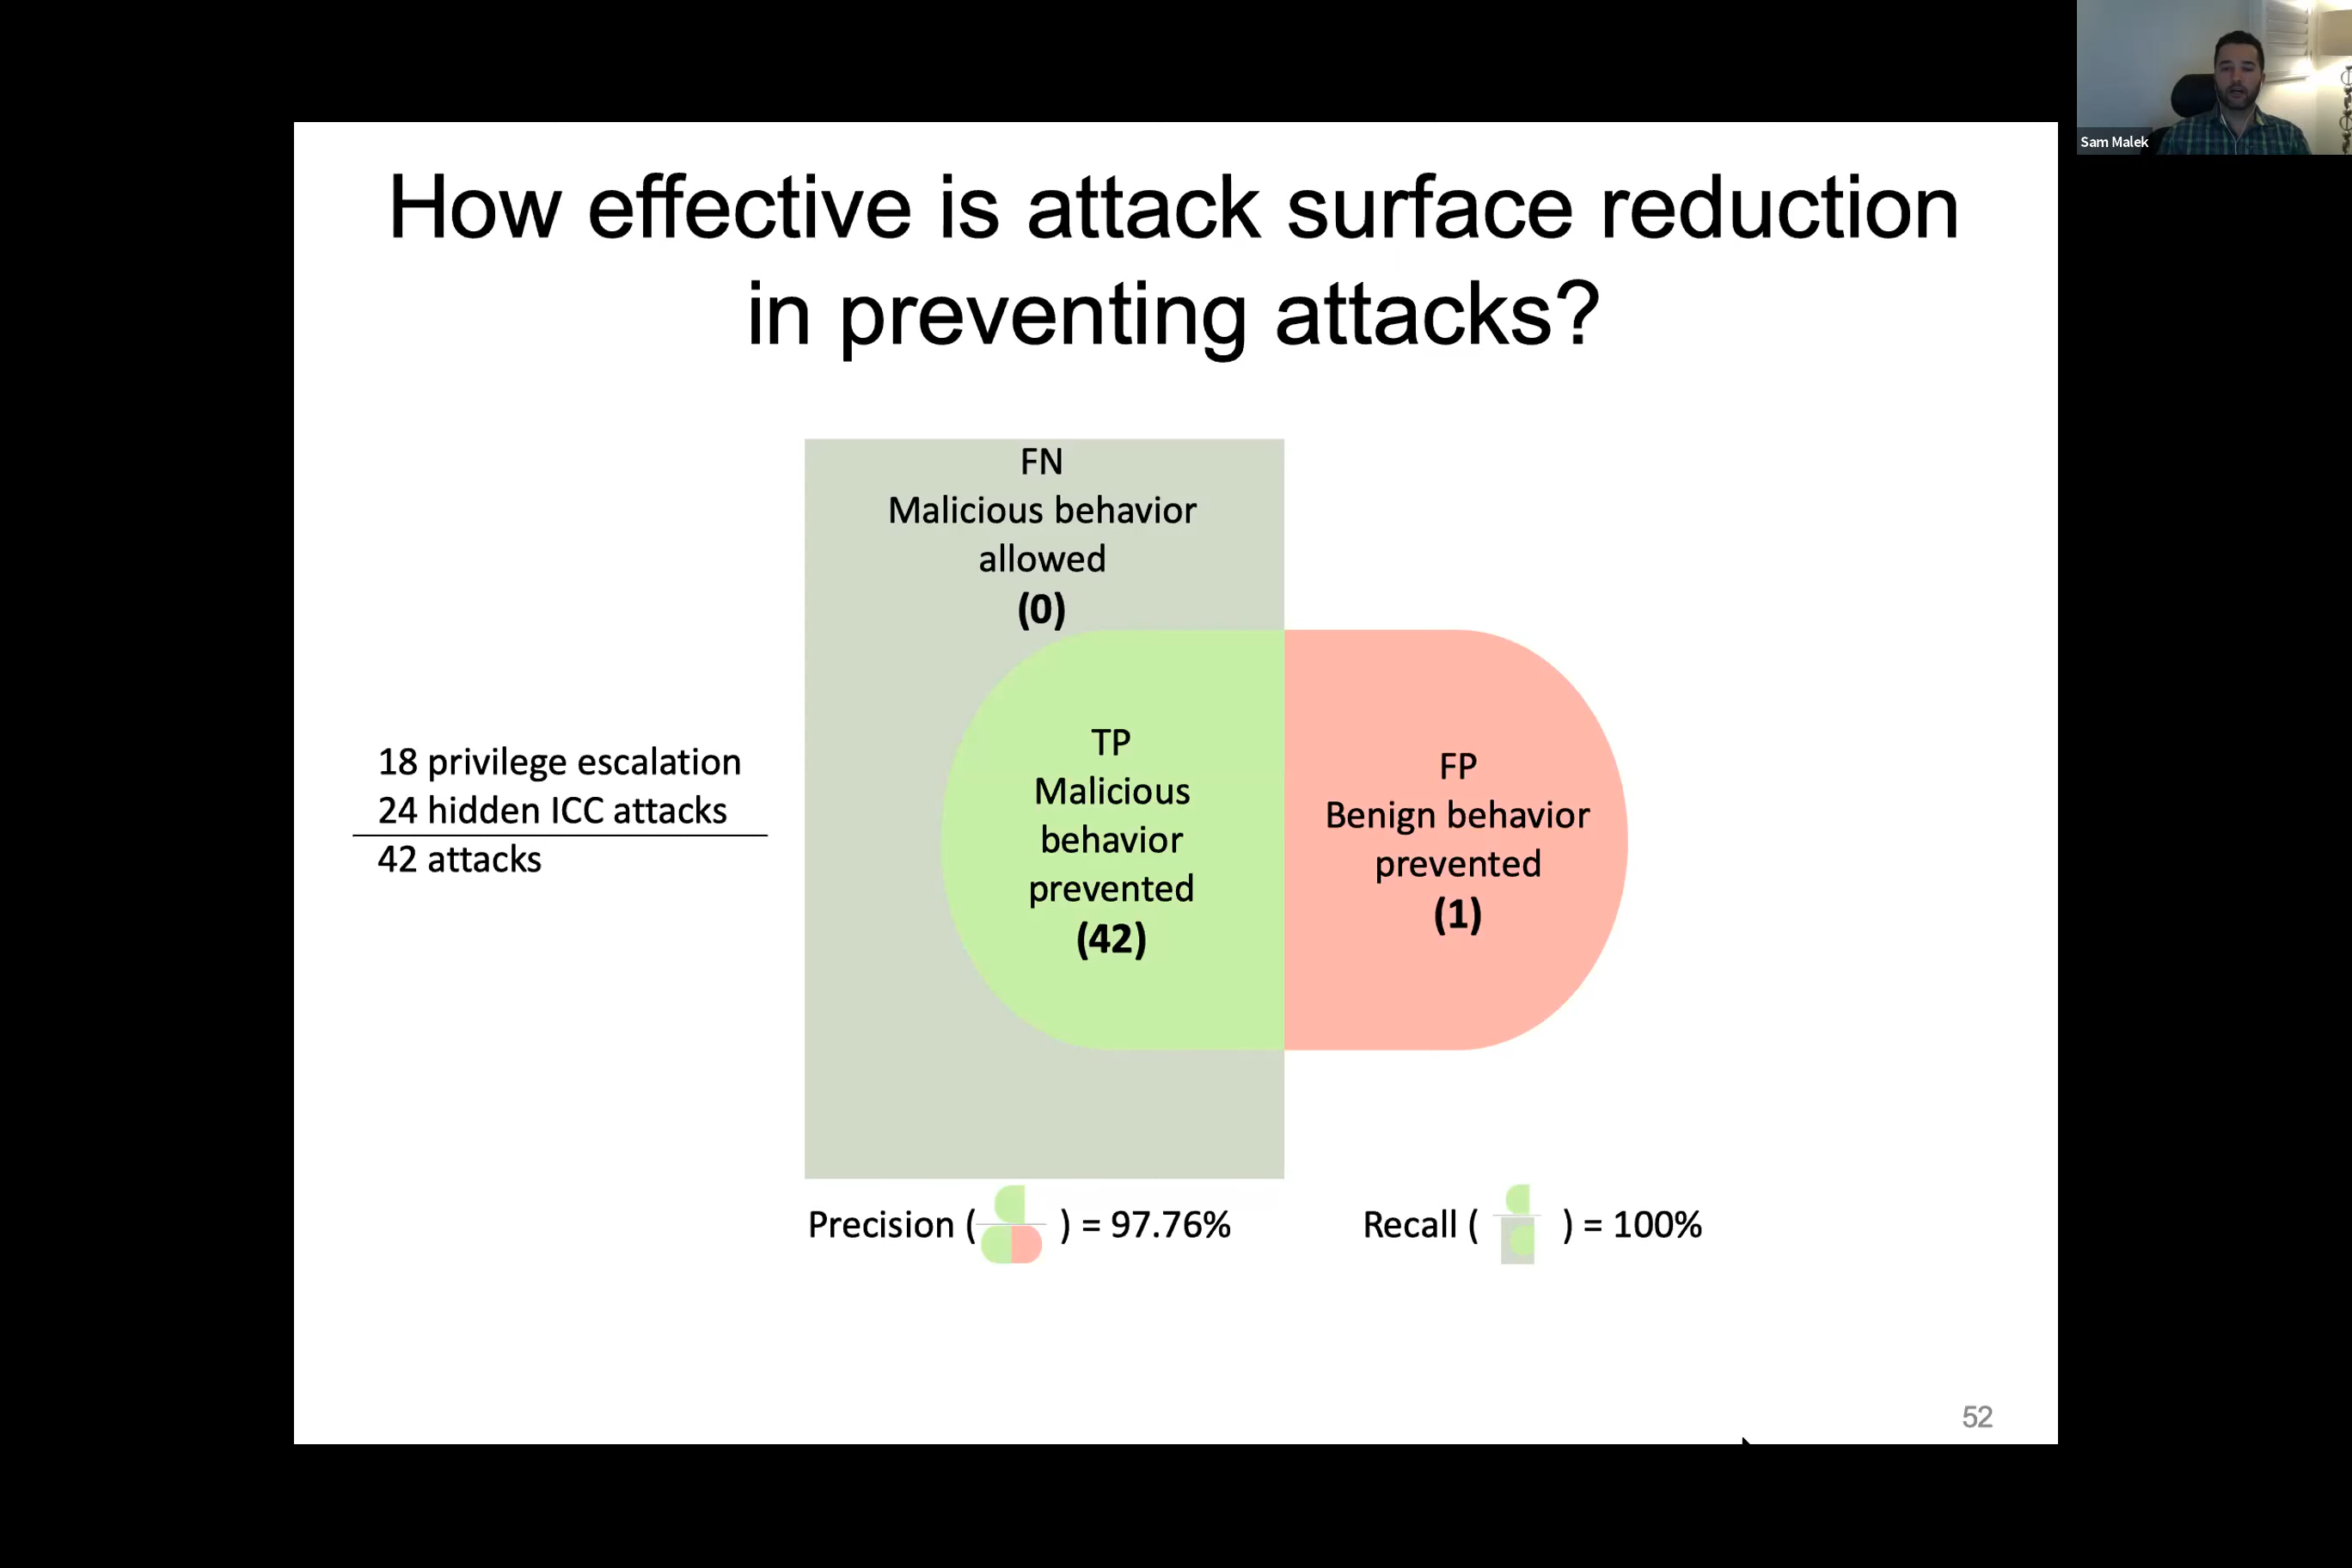 Sam Malek
How effective is attack surface reduction
in preventing attacks?
FN
Malicious behavior
allowed
(0)
18 privilege escalation
24 hidden ICC attacks
42 attacks
TP
Malicious
behavior
prevented
(42)
FP
Benign behavior
prevented
(1)
Precision ( ) = 97.76%
Recall ( ) = 100%
52